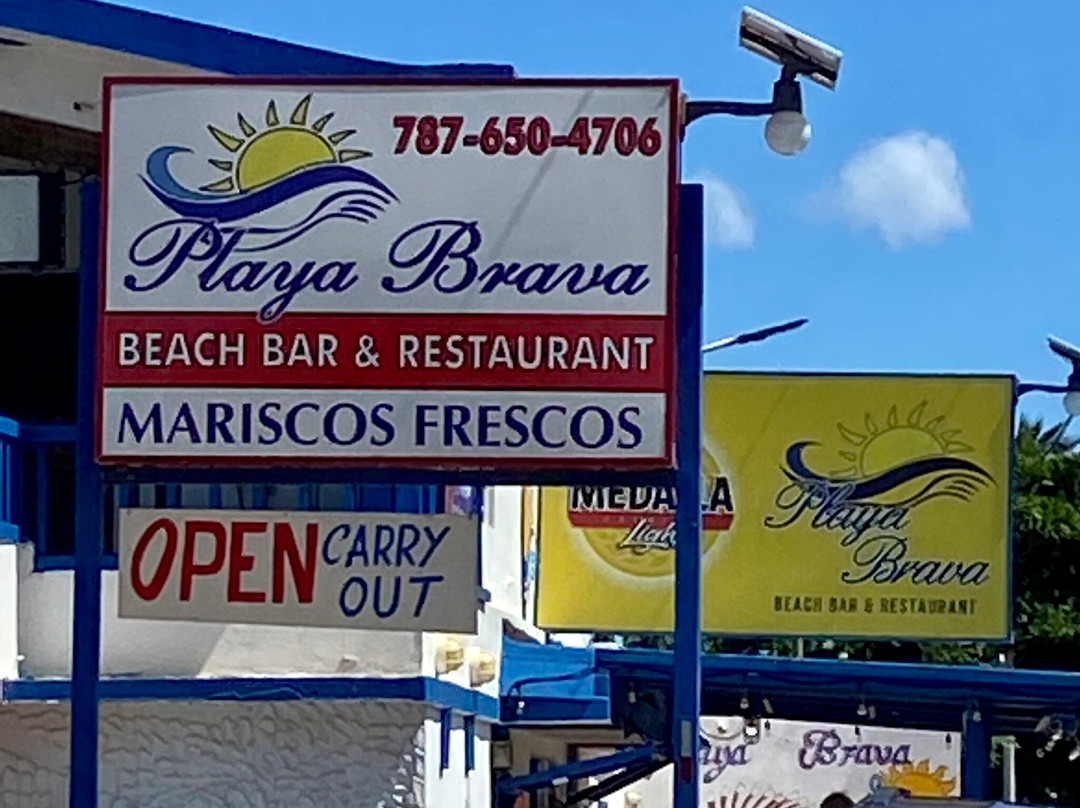 787-650-4706
Playa Brava
BEACH BAR & RESTAURANT
MARISCOS FRESCOS
OPEN CARRY
OUT
Light
Playa
Brava
BEACH BAR & RESTAURANT
Brava